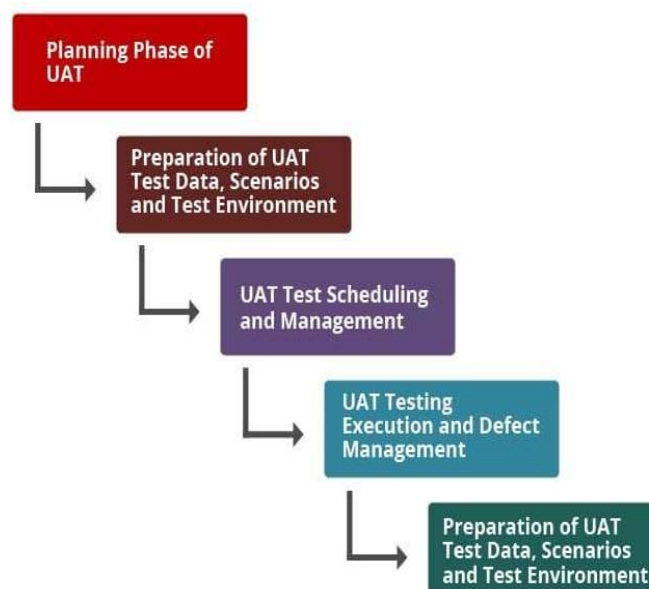 Planning Phase of
UAT
Preparation of UAT
Test Data, Scenarios
and Test Environment
UAT Test Scheduling
and Management
UAT Testing
Execution and Defect
Management
Preparation of UAT
Test Data, Scenarios
and Test Environment